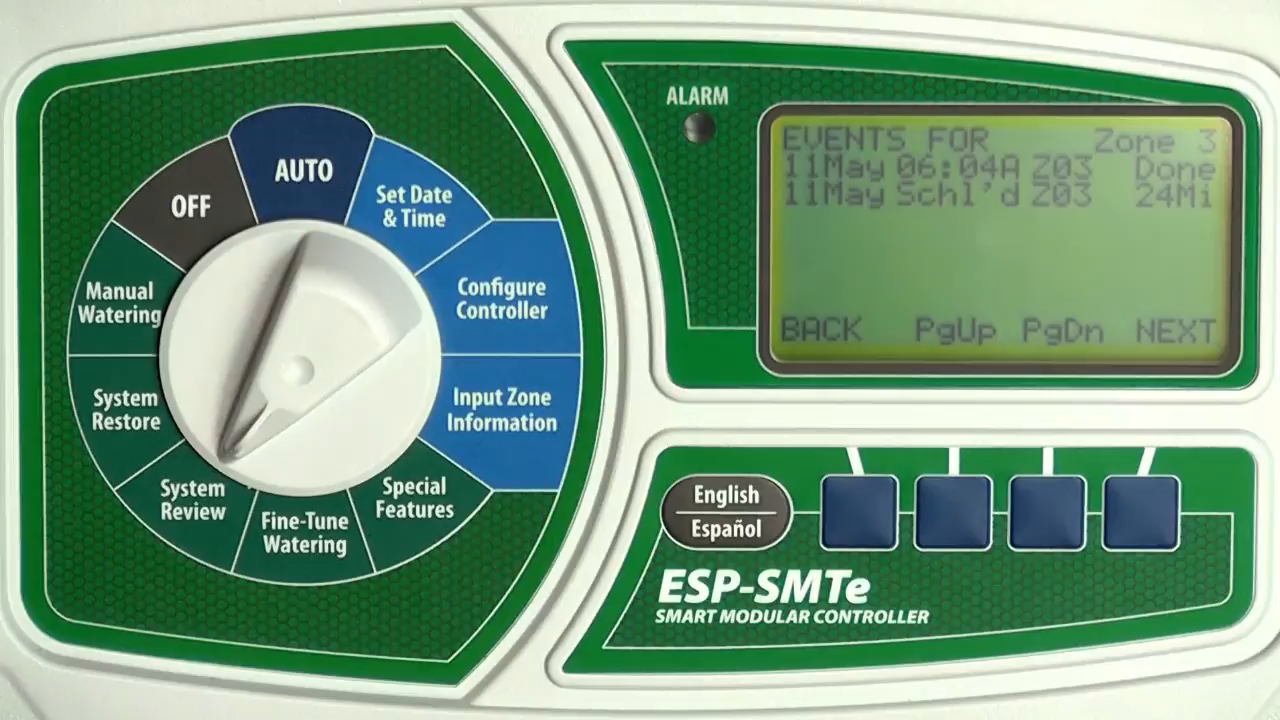 AUTO
OFF
Set Date
& Time
Configure
Controller
Input Zone
Information
Special
Features
Fine-Tune
Watering
System
Review
System
Restore
Manual
Watering
ALARM
EVENTS FOR Zone 3
11May 06:04A Z03 Done
11May Schl'd Z03 24Mi
BACK PgUp PgDn NEXT
English
Español
ESP-SMTe
SMART MODULAR CONTROLLER